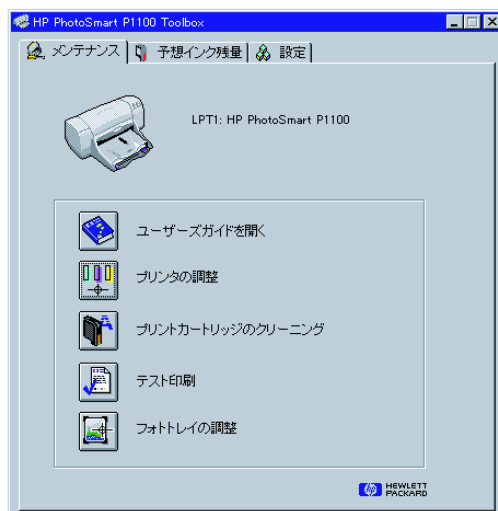 HP PhotoSmart P1100 Toolbox
メンテナンス 予想インク残量 設定
LPT1: HP PhotoSmart P1100
ユーザーズガイドを開く
プリンタの調整
プリントカートリッジのクリーニング
テスト印刷
フォトトレイの調整
hp HEWLETT
PACKARD